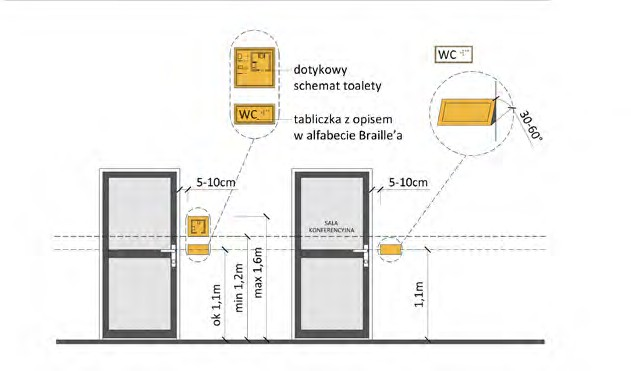 WC
dotykowy
schemat toalety
WC
tabliczka z opisem
w alfabecie Braille'a
30-60°
5-10cm
5-10cm
SALA
KONFERENCYJNA
ok 1,1m
min 1,2m
max 1,6m
1,1m